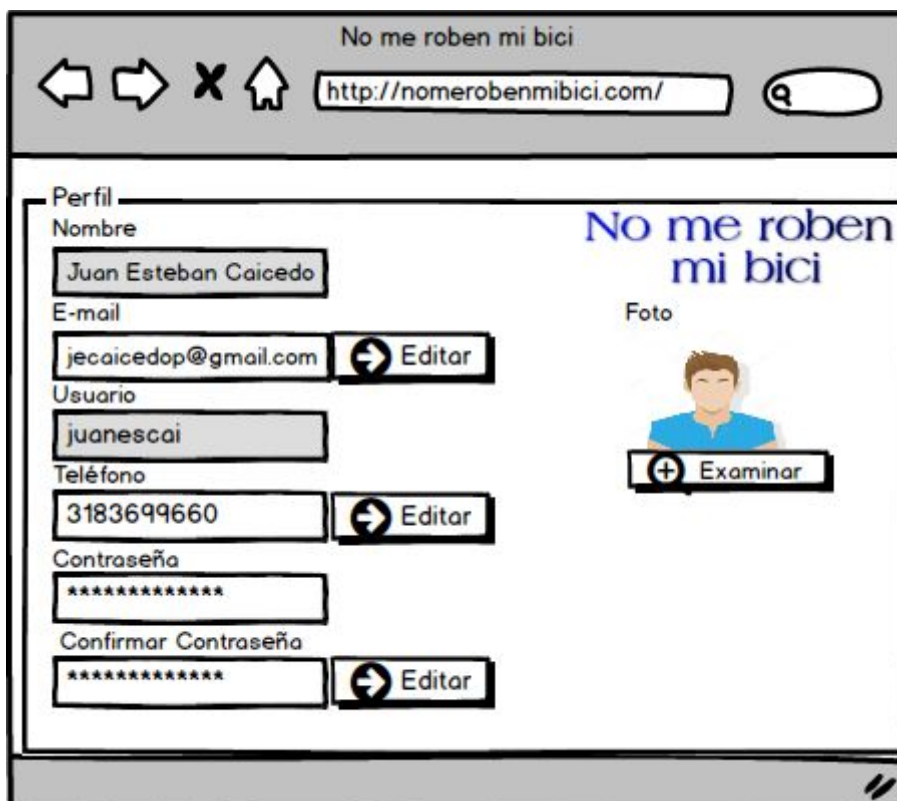 No me roben mi bici
http://nomerobenmibici.com/
Perfil
Nombre
Juan Esteban Caicedo
E-mail
jecaicedop@gmail.com
Editar
Usuario
juanescai
Teléfono
3183699660
Editar
Contraseña
*************
Confirmar Contraseña
*************
Editar
No me roben
mi bici
Foto
Examinar